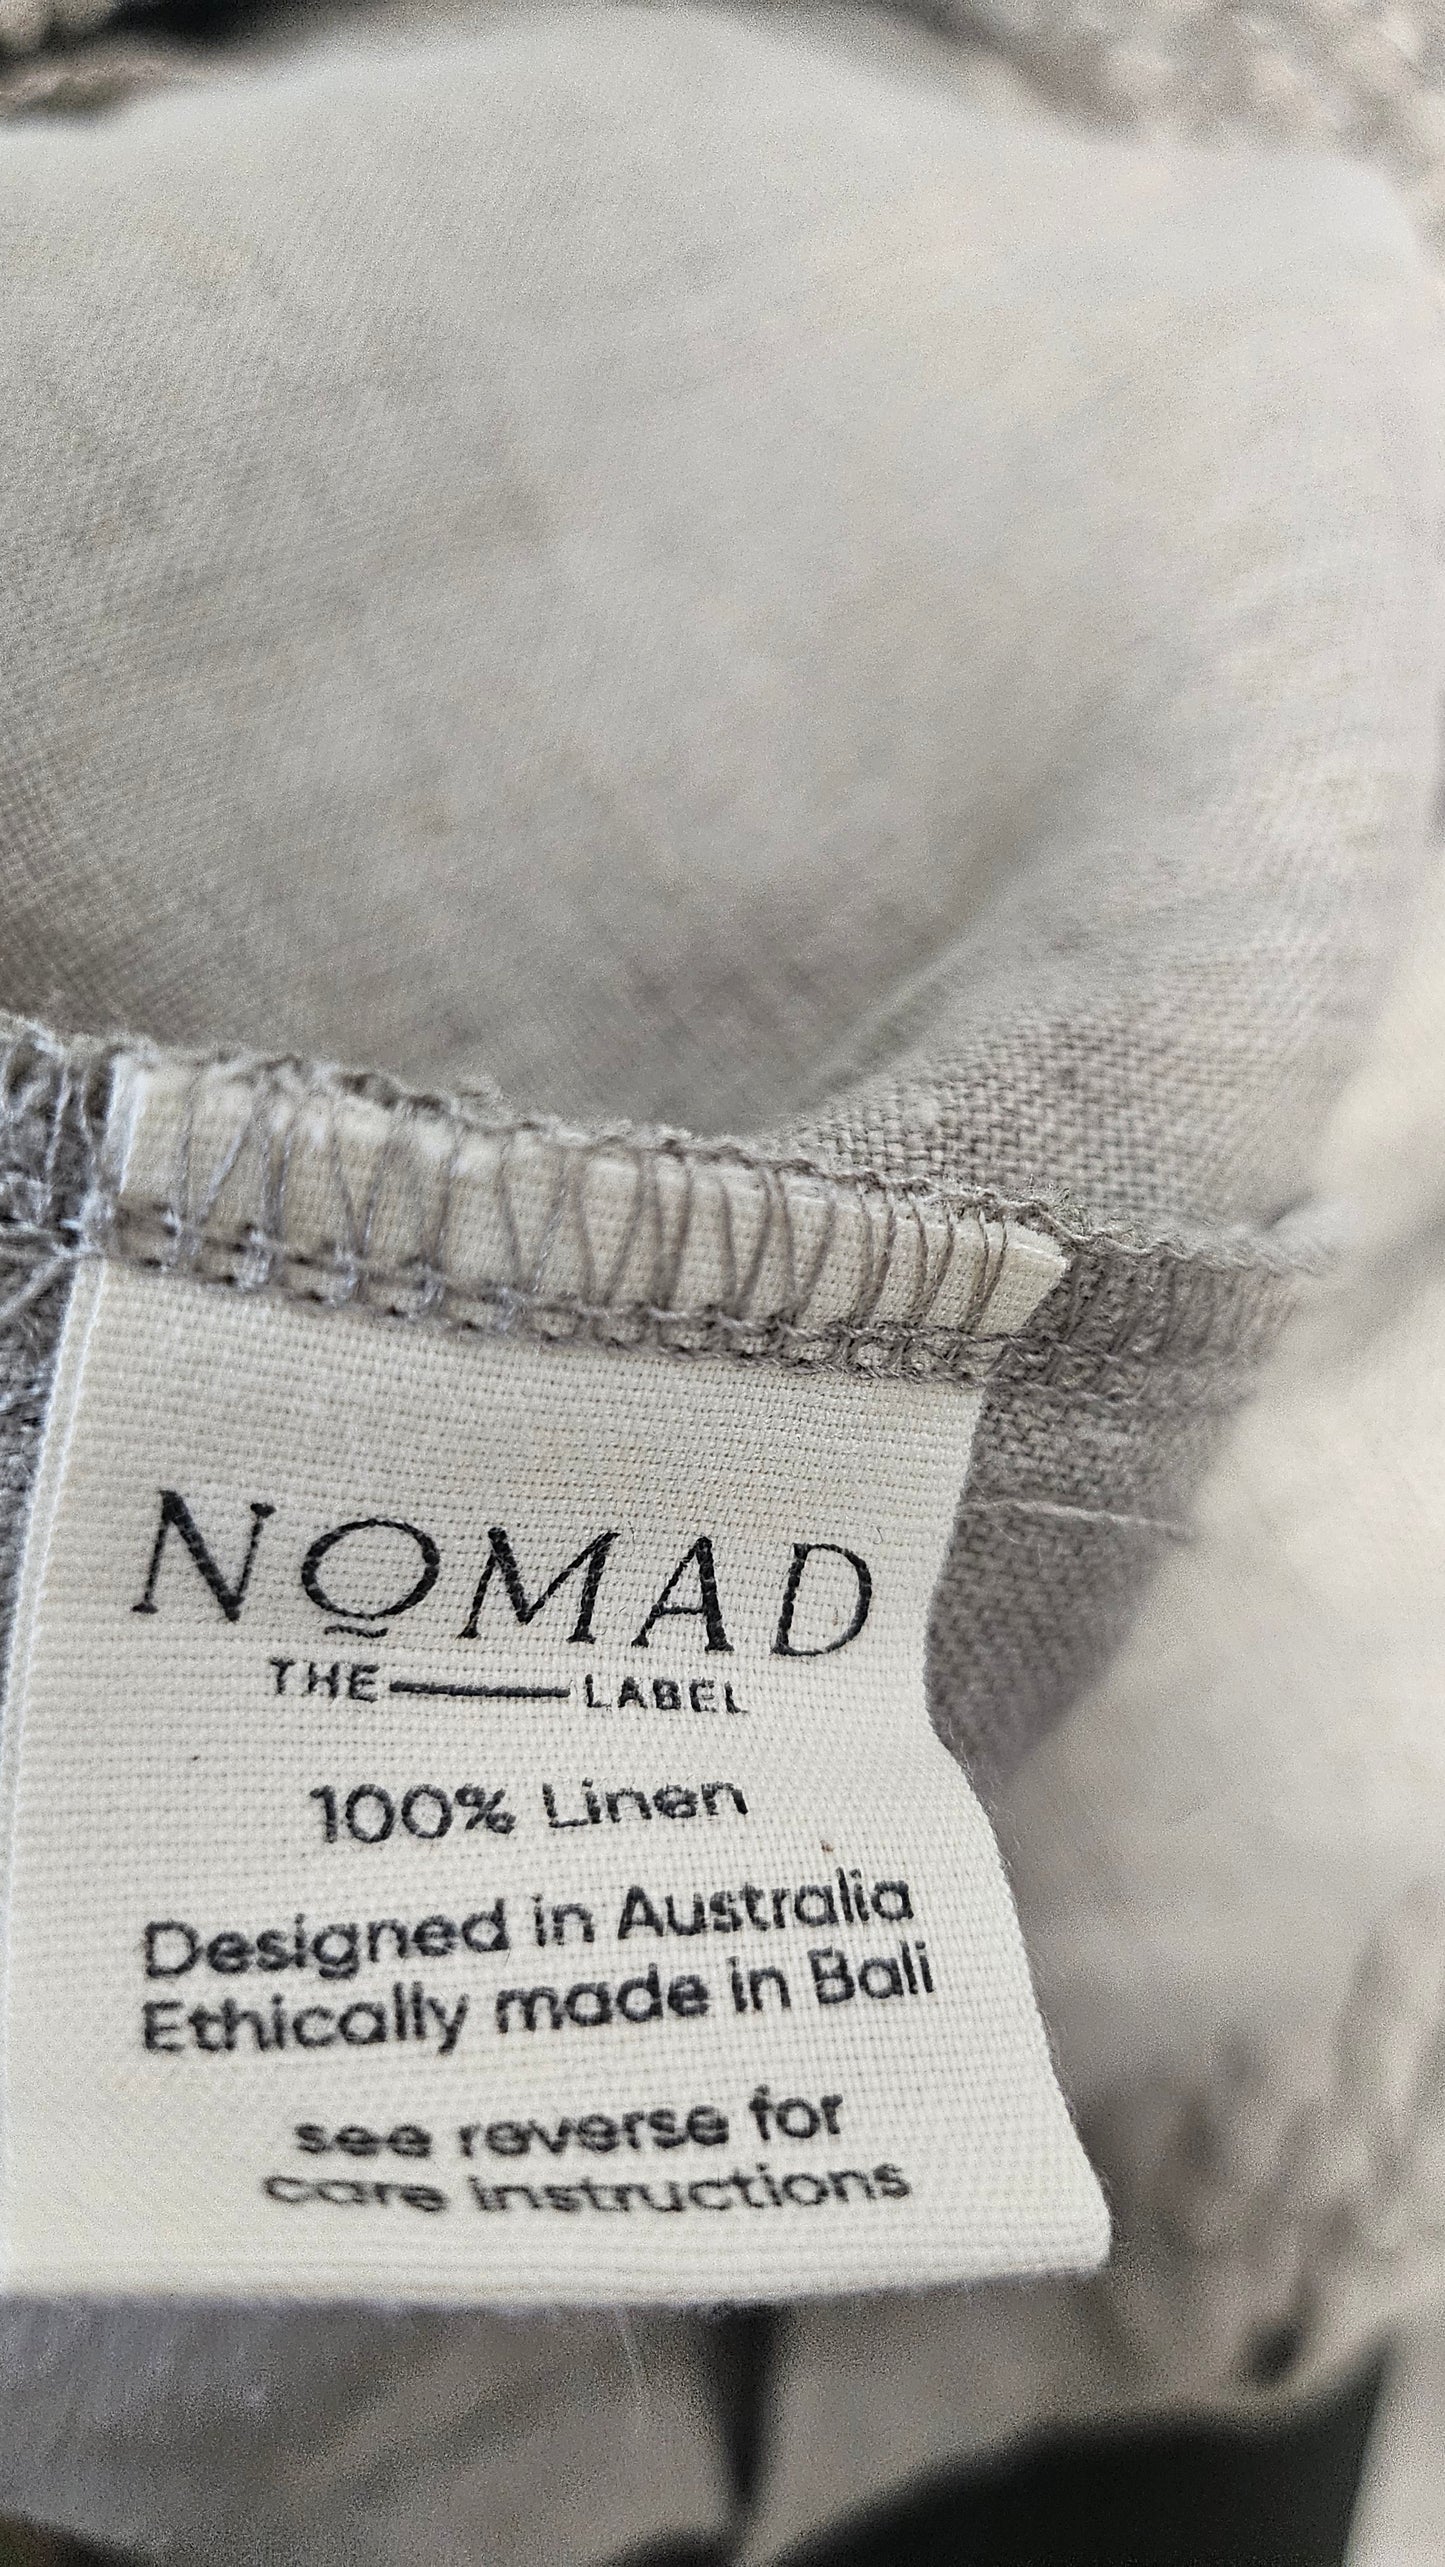 NOMAD
THE — LABEL
100% Linen
Designed in Australia
Ethically made in Bali
see reverse for
care instructions